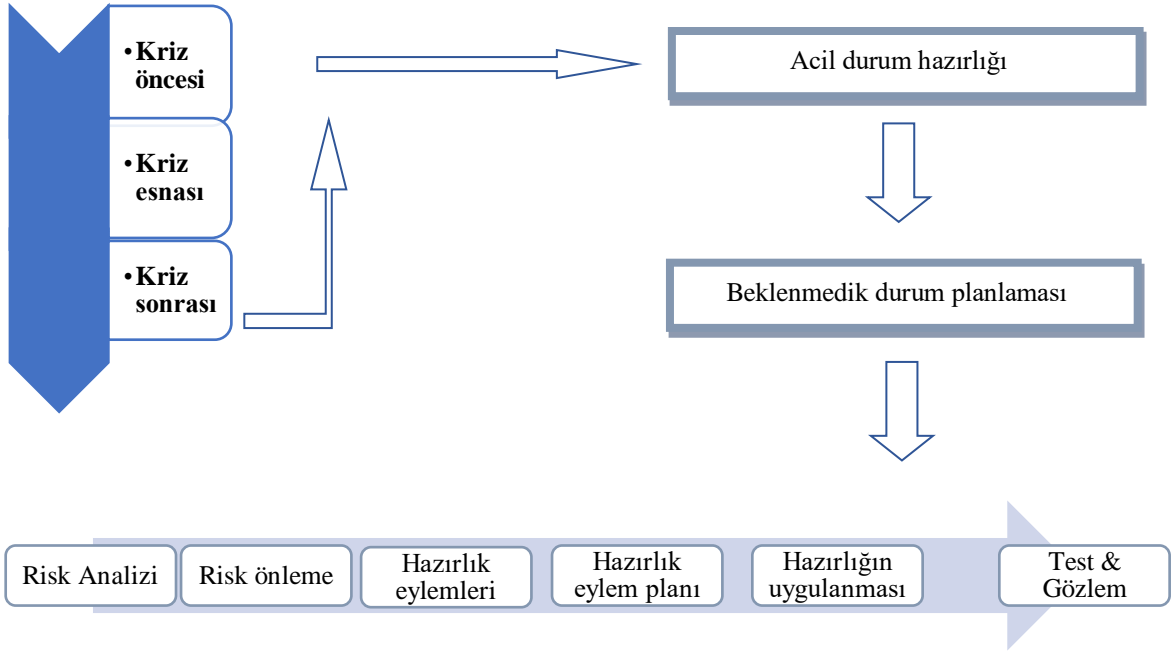 •Kriz
öncesi
•Kriz
esnası
•Kriz
sonrası
Acil durum hazırlığı
Beklenmedik durum planlaması
Risk Analizi
Risk önleme
Hazırlık
eylemleri
Hazırlık
eylem planı
Hazırlığın
uygulanması
Test &
Gözlem